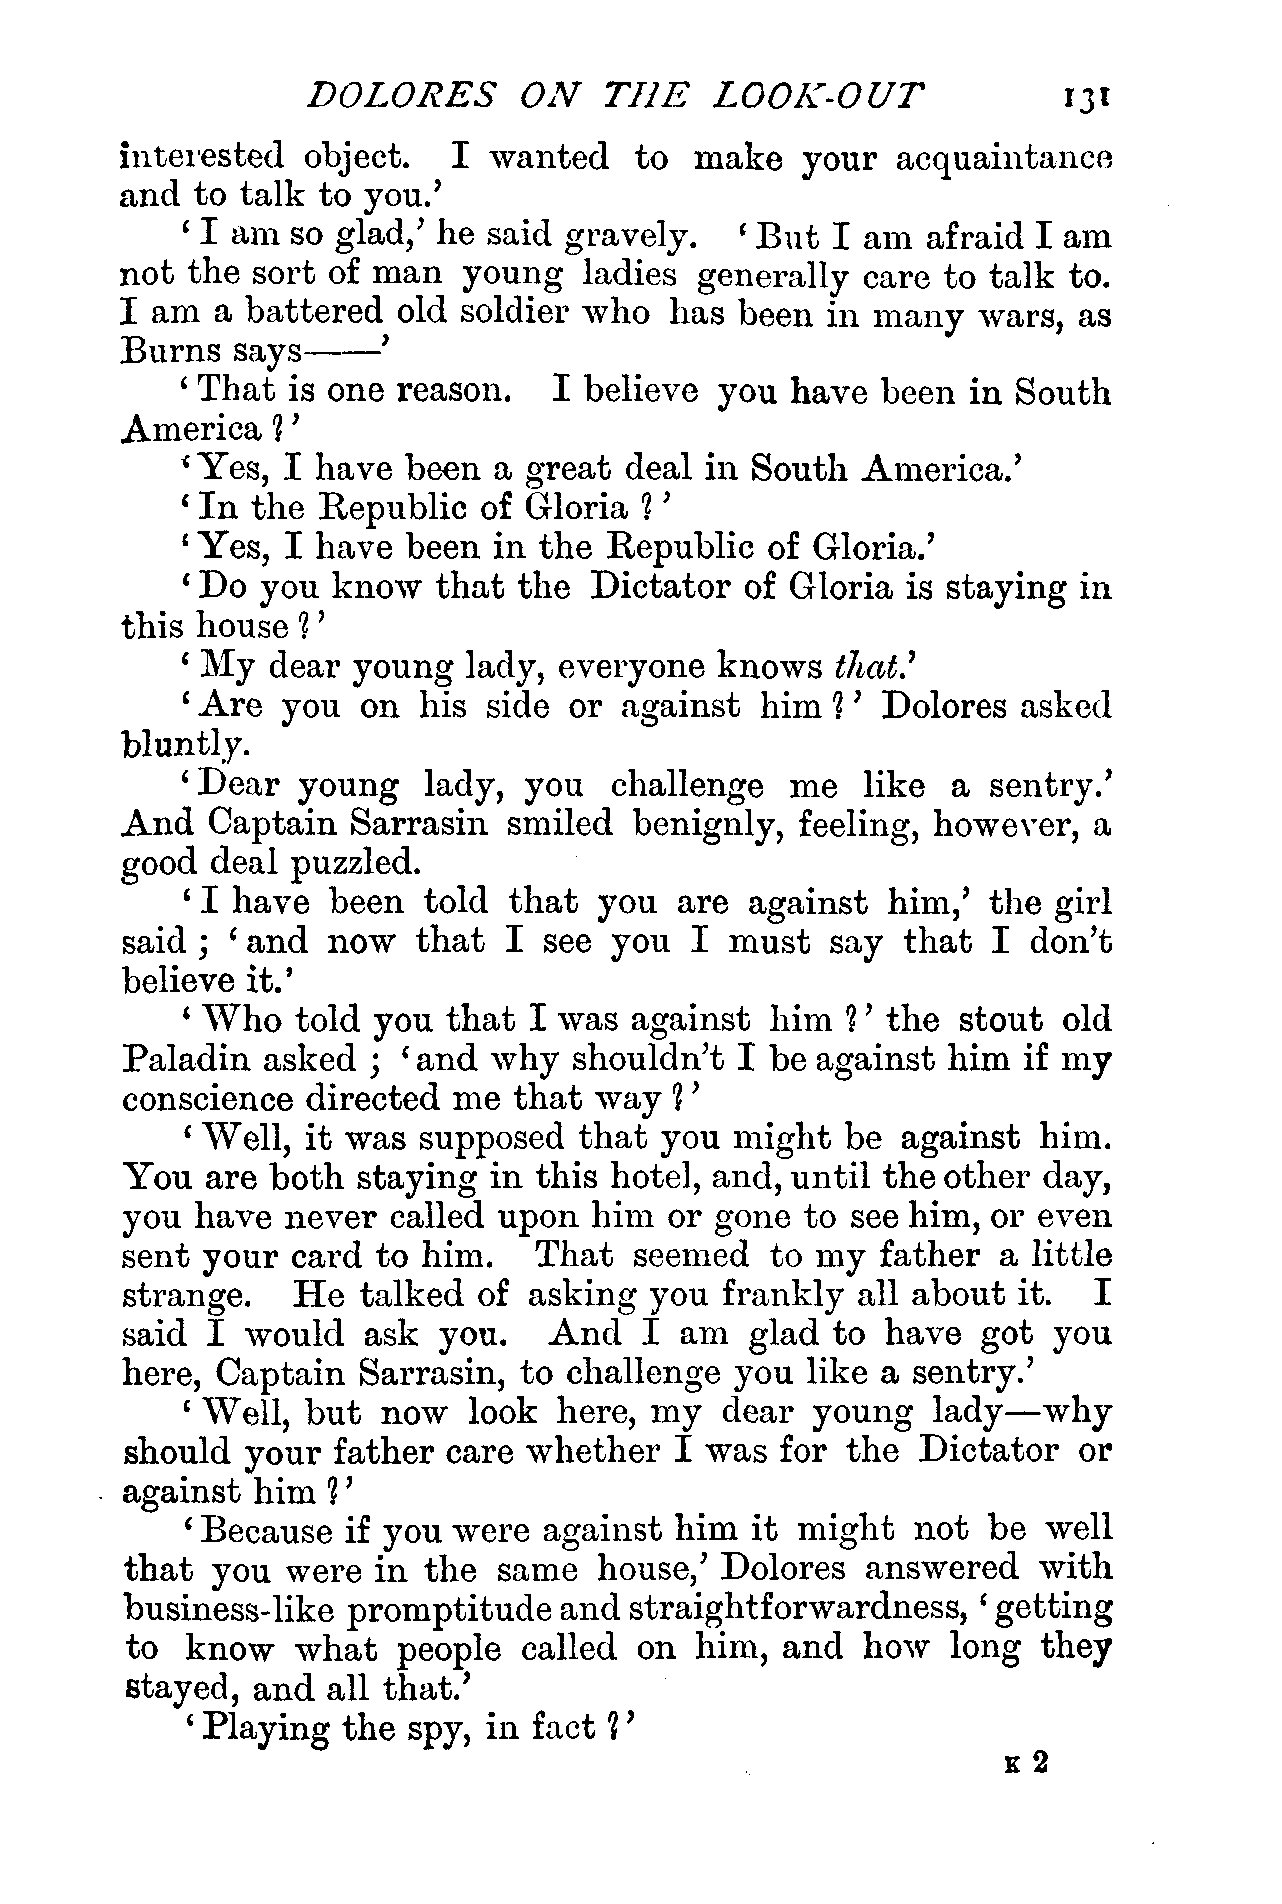 DOLORES ON THE LOOK-OUT 131
interested object. I wanted to make your acquaintance
and to talk to you.’
‘I am so glad,’ he said gravely. ‘But I am afraid I am
not the sort of man young ladies generally care to talk to.
I am a battered old soldier who has been in many wars, as
Burns says——’
‘That is one reason. I believe you have been in South
America?’
‘Yes, I have been a great deal in South America.’
‘In the Republic of Gloria?’
‘Yes, I have been in the Republic of Gloria.’
‘Do you know that the Dictator of Gloria is staying in
this house?’
‘My dear young lady, everyone knows that.’
‘Are you on his side or against him?’ Dolores asked
bluntly.
‘Dear young lady, you challenge me like a sentry.’
And Captain Sarrasin smiled benignly, feeling, however, a
good deal puzzled.
‘I have been told that you are against him,’ the girl
said; ‘and now that I see you I must say that I don’t
believe it.’
‘Who told you that I was against him?’ the stout old
Paladin asked; ‘and why shouldn’t I be against him if my
conscience directed me that way?’
‘Well, it was supposed that you might be against him.
You are both staying in this hotel, and, until the other day,
you have never called upon him or gone to see him, or even
sent your card to him. That seemed to my father a little
strange. He talked of asking you frankly all about it. I
said I would ask you. And I am glad to have got you
here, Captain Sarrasin, to challenge you like a sentry.’
‘Well, but now look here, my dear young lady—why
should your father care whether I was for the Dictator or
against him?’
‘Because if you were against him it might not be well
that you were in the same house,’ Dolores answered with
business-like promptitude and straightforwardness, ‘getting
to know what people called on him, and how long they
stayed, and all that.’
‘Playing the spy, in fact?’
K 2